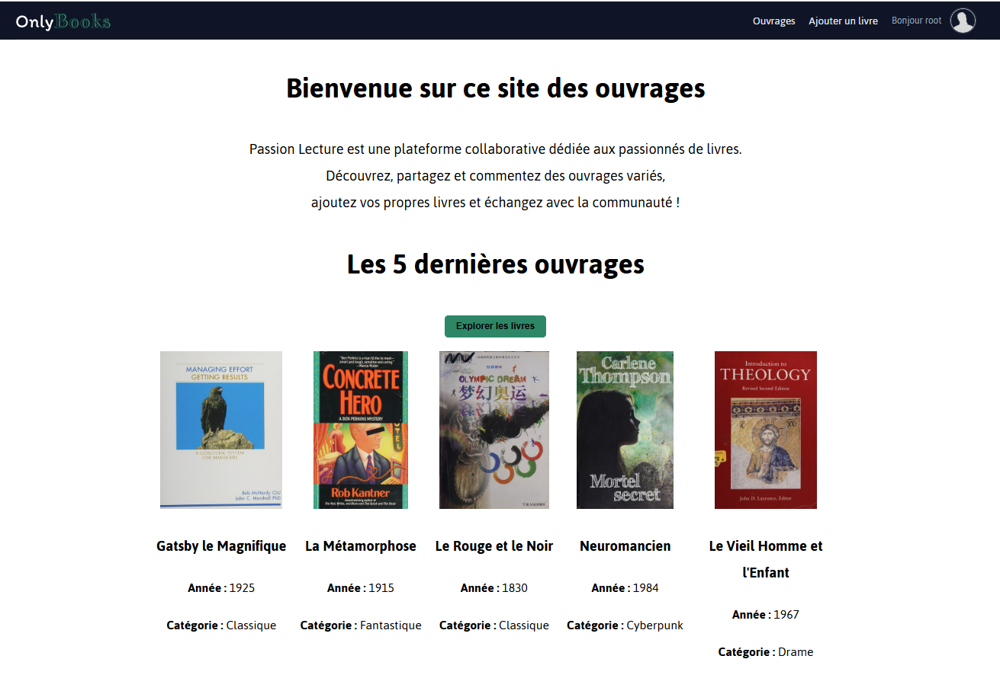 OnlyBooks
Ouvrages
Ajouter un livre
Bonjour root
Bienvenue sur ce site des ouvrages
Passion Lecture est une plateforme collaborative dédiée aux passionnés de livres.
Découvrez, partagez et commentez des ouvrages variés,
ajoutez vos propres livres et échangez avec la communauté !
Les 5 dernières ouvrages
Explorer les livres
MANAGING EFFORT
GETTING RESULTS
A COACHING SYSTEM
FOR MANAGERS
Bob McHardy CLU
John C. Marshall PhD
"Ben Perkins is a man I'd like to meet—
smart and tough, sensitive and caring."
—Marcia Muller
CONCRETE
HERO
A BEN PERKINS MYSTERY
OTEL
Rob Kantner
Award-winning author of
The Red, White, and Blues and The Quick and The Dead
OLYMPIC DREAM
梦幻奥运
宁夏人民出版社
Carlene
Thompson
Mortel
secret
Introduction to
THEOLOGY
Revised Second Edition
John D. Laurance, Editor
Gatsby le Magnifique
Année : 1925
Catégorie : Classique
La Métamorphose
Année : 1915
Catégorie : Fantastique
Le Rouge et le Noir
Année : 1830
Catégorie : Classique
Neuromancien
Année : 1984
Catégorie : Cyberpunk
Le Vieil Homme et
l'Enfant
Année : 1967
Catégorie : Drame